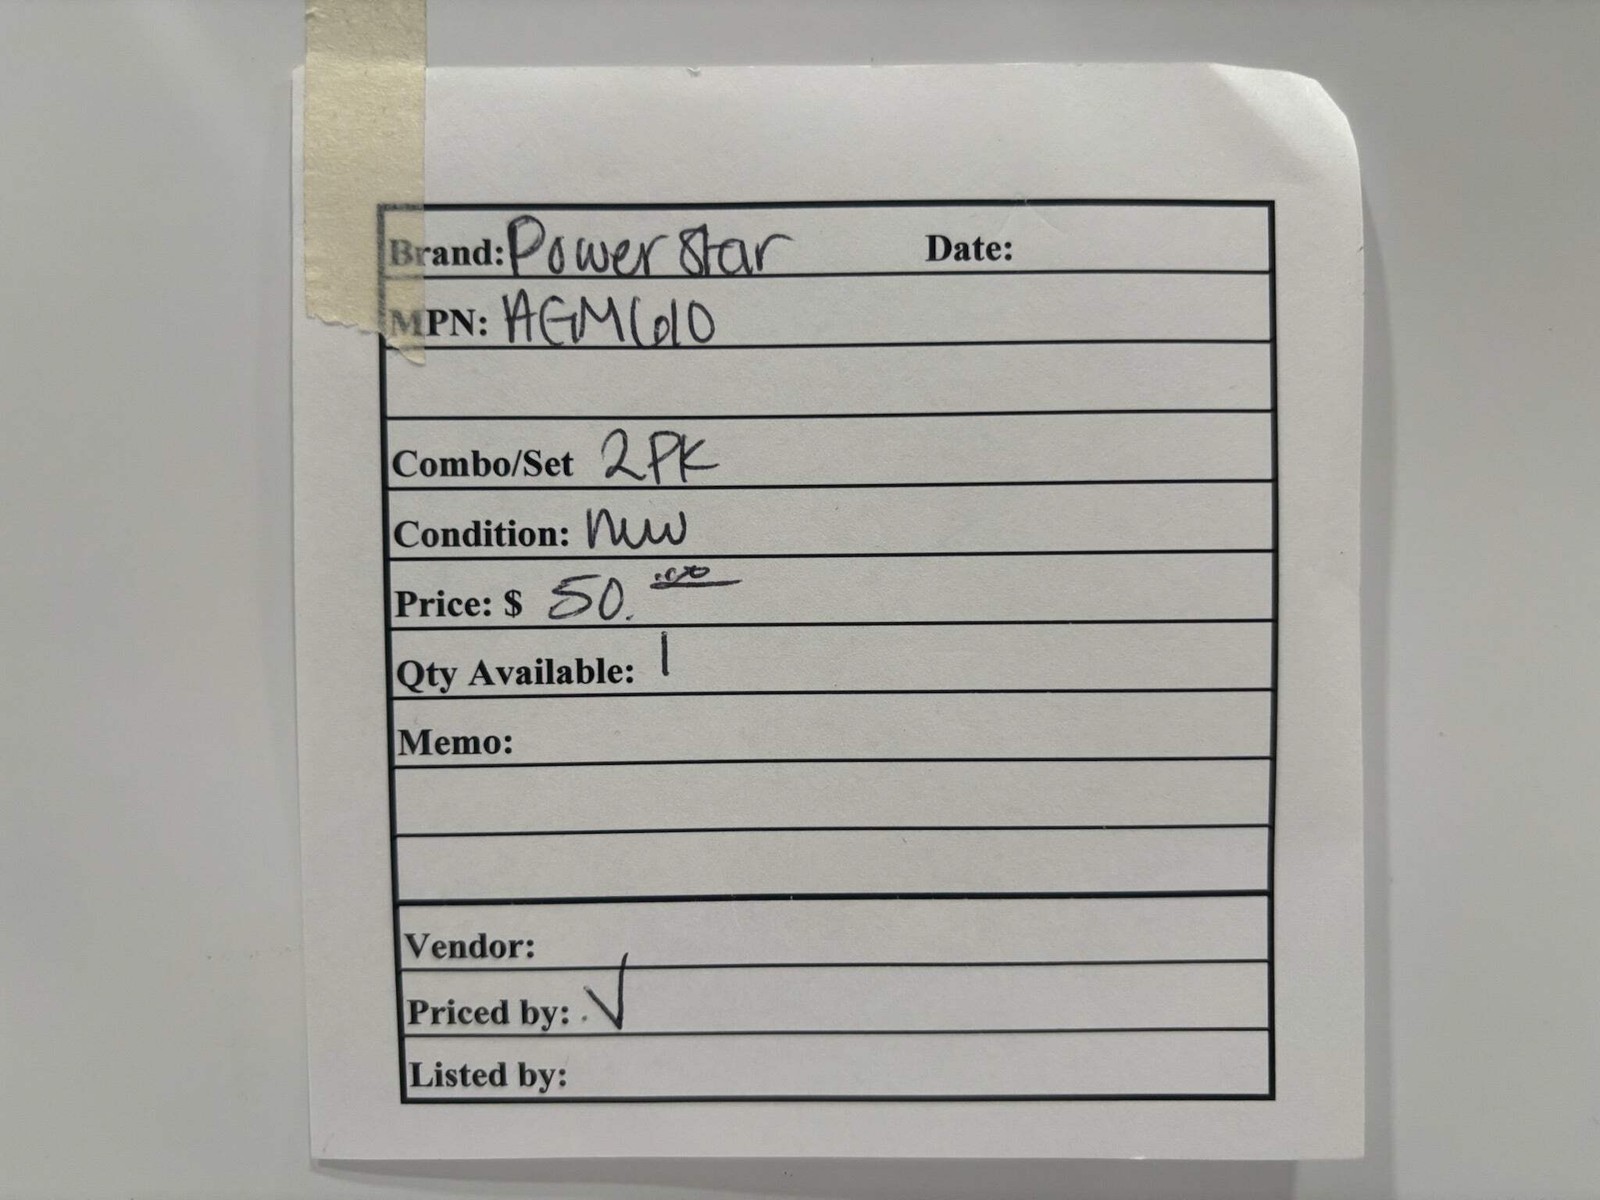 Brand: Power Star Date:
MPN: AGM610
Combo/Set 2PK
Condition: new
Price: $ 50. .00
Qty Available: 1
Memo:
Vendor:
Priced by: ✓
Listed by: